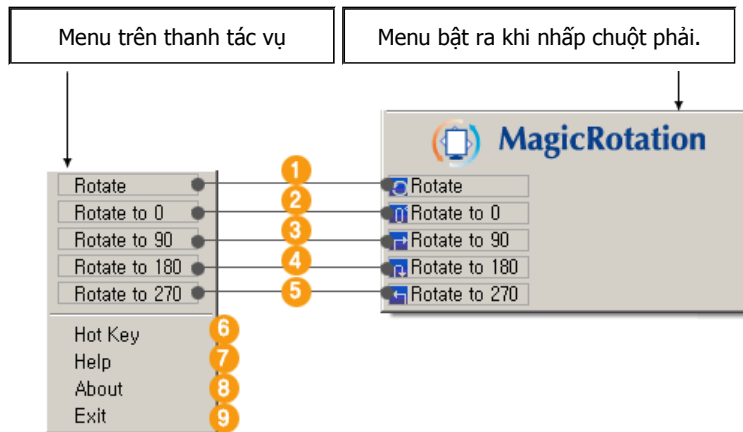 Menu trên thanh tác vụ
Menu bật ra khi nhấp chuột phải.
MagicRotation
Rotate 1 Rotate
Rotate to 0 2 Rotate to 0
Rotate to 90 3 Rotate to 90
Rotate to 180 4 Rotate to 180
Rotate to 270 5 Rotate to 270
Hot Key 6
Help 7
About 8
Exit 9